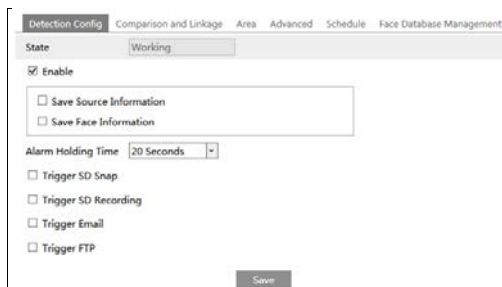 Detection Config Comparison and Linkage Area Advanced Schedule Face Database Management
State Working
Enable
Save Source Information
Save Face Information
Alarm Holding Time 20 Seconds
Trigger SD Snap
Trigger SD Recording
Trigger Email
Trigger FTP
Save